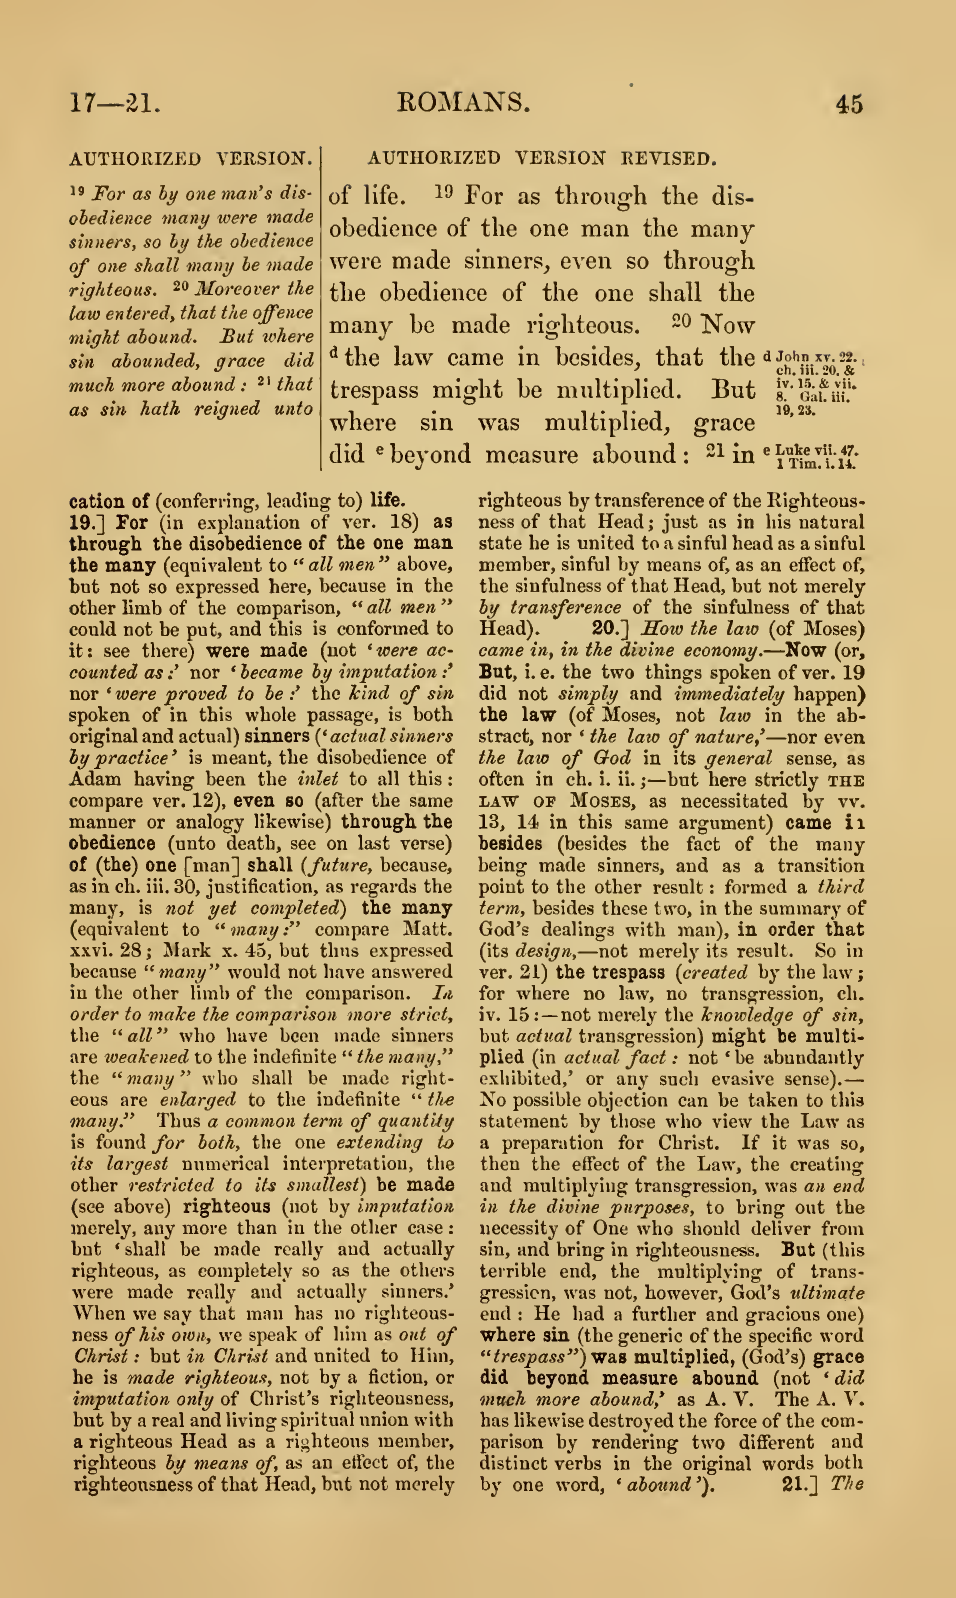 17—21.
ROMANS.
45
AUTHORIZED VERSION.
19 For as by one man's dis-
obedience many were made
sinners, so by the obedience
of one shall many be made
righteous. 20 Moreover the
law entered, that the offence
might abound. But where
sin abounded, grace did
much more abound : 21 that
as sin hath reigned unto
AUTHORIZED VERSION REVISED.
of life. 19 For as through the dis-
obedience of the one man the many
were made sinners, even so through
the obedience of the one shall the
many be made righteous. 20 Now
d the law came in besides, that the
trespass might be multiplied. But
where sin was multiplied, grace
did e beyond measure abound : 21 in
d John xv. 22.
ch. iii. 20. &
iv. 15. & vii.
8. Gal. iii.
19, 23.
e Luke vii. 47.
1 Tim. i. 14.
cation of (conferring, leading to) life.
19.] For (in explanation of ver. 18) as
through the disobedience of the one man
the many (equivalent to “all men” above,
but not so expressed here, because in the
other limb of the comparison, “all men”
could not be put, and this is conformed to
it: see there) were made (not ‘were ac-
counted as:’ nor ‘became by imputation:’
nor ‘were proved to be:’ the kind of sin
spoken of in this whole passage, is both
original and actual) sinners (‘actual sinners
by practice’ is meant, the disobedience of
Adam having been the inlet to all this:
compare ver. 12), even so (after the same
manner or analogy likewise) through the
obedience (unto death, see on last verse)
of (the) one [man] shall (future, because,
as in ch. iii. 30, justification, as regards the
many, is not yet completed) the many
(equivalent to “many:” compare Matt.
xxvi. 28; Mark x. 45, but thus expressed
because “many” would not have answered
in the other limb of the comparison. In
order to make the comparison more strict,
the “all” who have been made sinners
are weakened to the indefinite “the many,”
the “many” who shall be made right-
eous are enlarged to the indefinite “the
many.” Thus a common term of quantity
is found for both, the one extending to
its largest numerical interpretation, the
other restricted to its smallest) be made
(see above) righteous (not by imputation
merely, any more than in the other case:
but ‘shall be made really and actually
righteous, as completely so as the others
were made really and actually sinners.’
When we say that man has no righteous-
ness of his own, we speak of him as out of
Christ: but in Christ and united to Him,
he is made righteous, not by a fiction, or
imputation only of Christ's righteousness,
but by a real and living spiritual union with
a righteous Head as a righteous member,
righteous by means of, as an effect of, the
righteousness of that Head, but not merely
righteous by transference of the Righteous-
ness of that Head; just as in his natural
state he is united to a sinful head as a sinful
member, sinful by means of, as an effect of,
the sinfulness of that Head, but not merely
by transference of the sinfulness of that
Head). 20.] How the law (of Moses)
came in, in the divine economy.—Now (or,
But, i. e. the two things spoken of ver. 19
did not simply and immediately happen)
the law (of Moses, not law in the ab-
stract, nor ‘the law of nature,’—nor even
the law of God in its general sense, as
often in ch. i. ii.;—but here strictly THE
LAW OF MOSES, as necessitated by vv.
13, 14 in this same argument) came in
besides (besides the fact of the many
being made sinners, and as a transition
point to the other result: formed a third
term, besides these two, in the summary of
God's dealings with man), in order that
(its design,—not merely its result. So in
ver. 21) the trespass (created by the law;
for where no law, no transgression, ch.
iv. 15:—not merely the knowledge of sin,
but actual transgression) might be multi-
plied (in actual fact: not ‘be abundantly
exhibited,’ or any such evasive sense).—
No possible objection can be taken to this
statement by those who view the Law as
a preparation for Christ. If it was so,
then the effect of the Law, the creating
and multiplying transgression, was an end
in the divine purposes, to bring out the
necessity of One who should deliver from
sin, and bring in righteousness. But (this
terrible end, the multiplying of trans-
gression, was not, however, God's ultimate
end: He had a further and gracious one)
where sin (the generic of the specific word
“trespass”) was multiplied, (God's) grace
did beyond measure abound (not ‘did
much more abound,’ as A. V. The A. V.
has likewise destroyed the force of the com-
parison by rendering two different and
distinct verbs in the original words both
by one word, ‘abound’). 21.] The